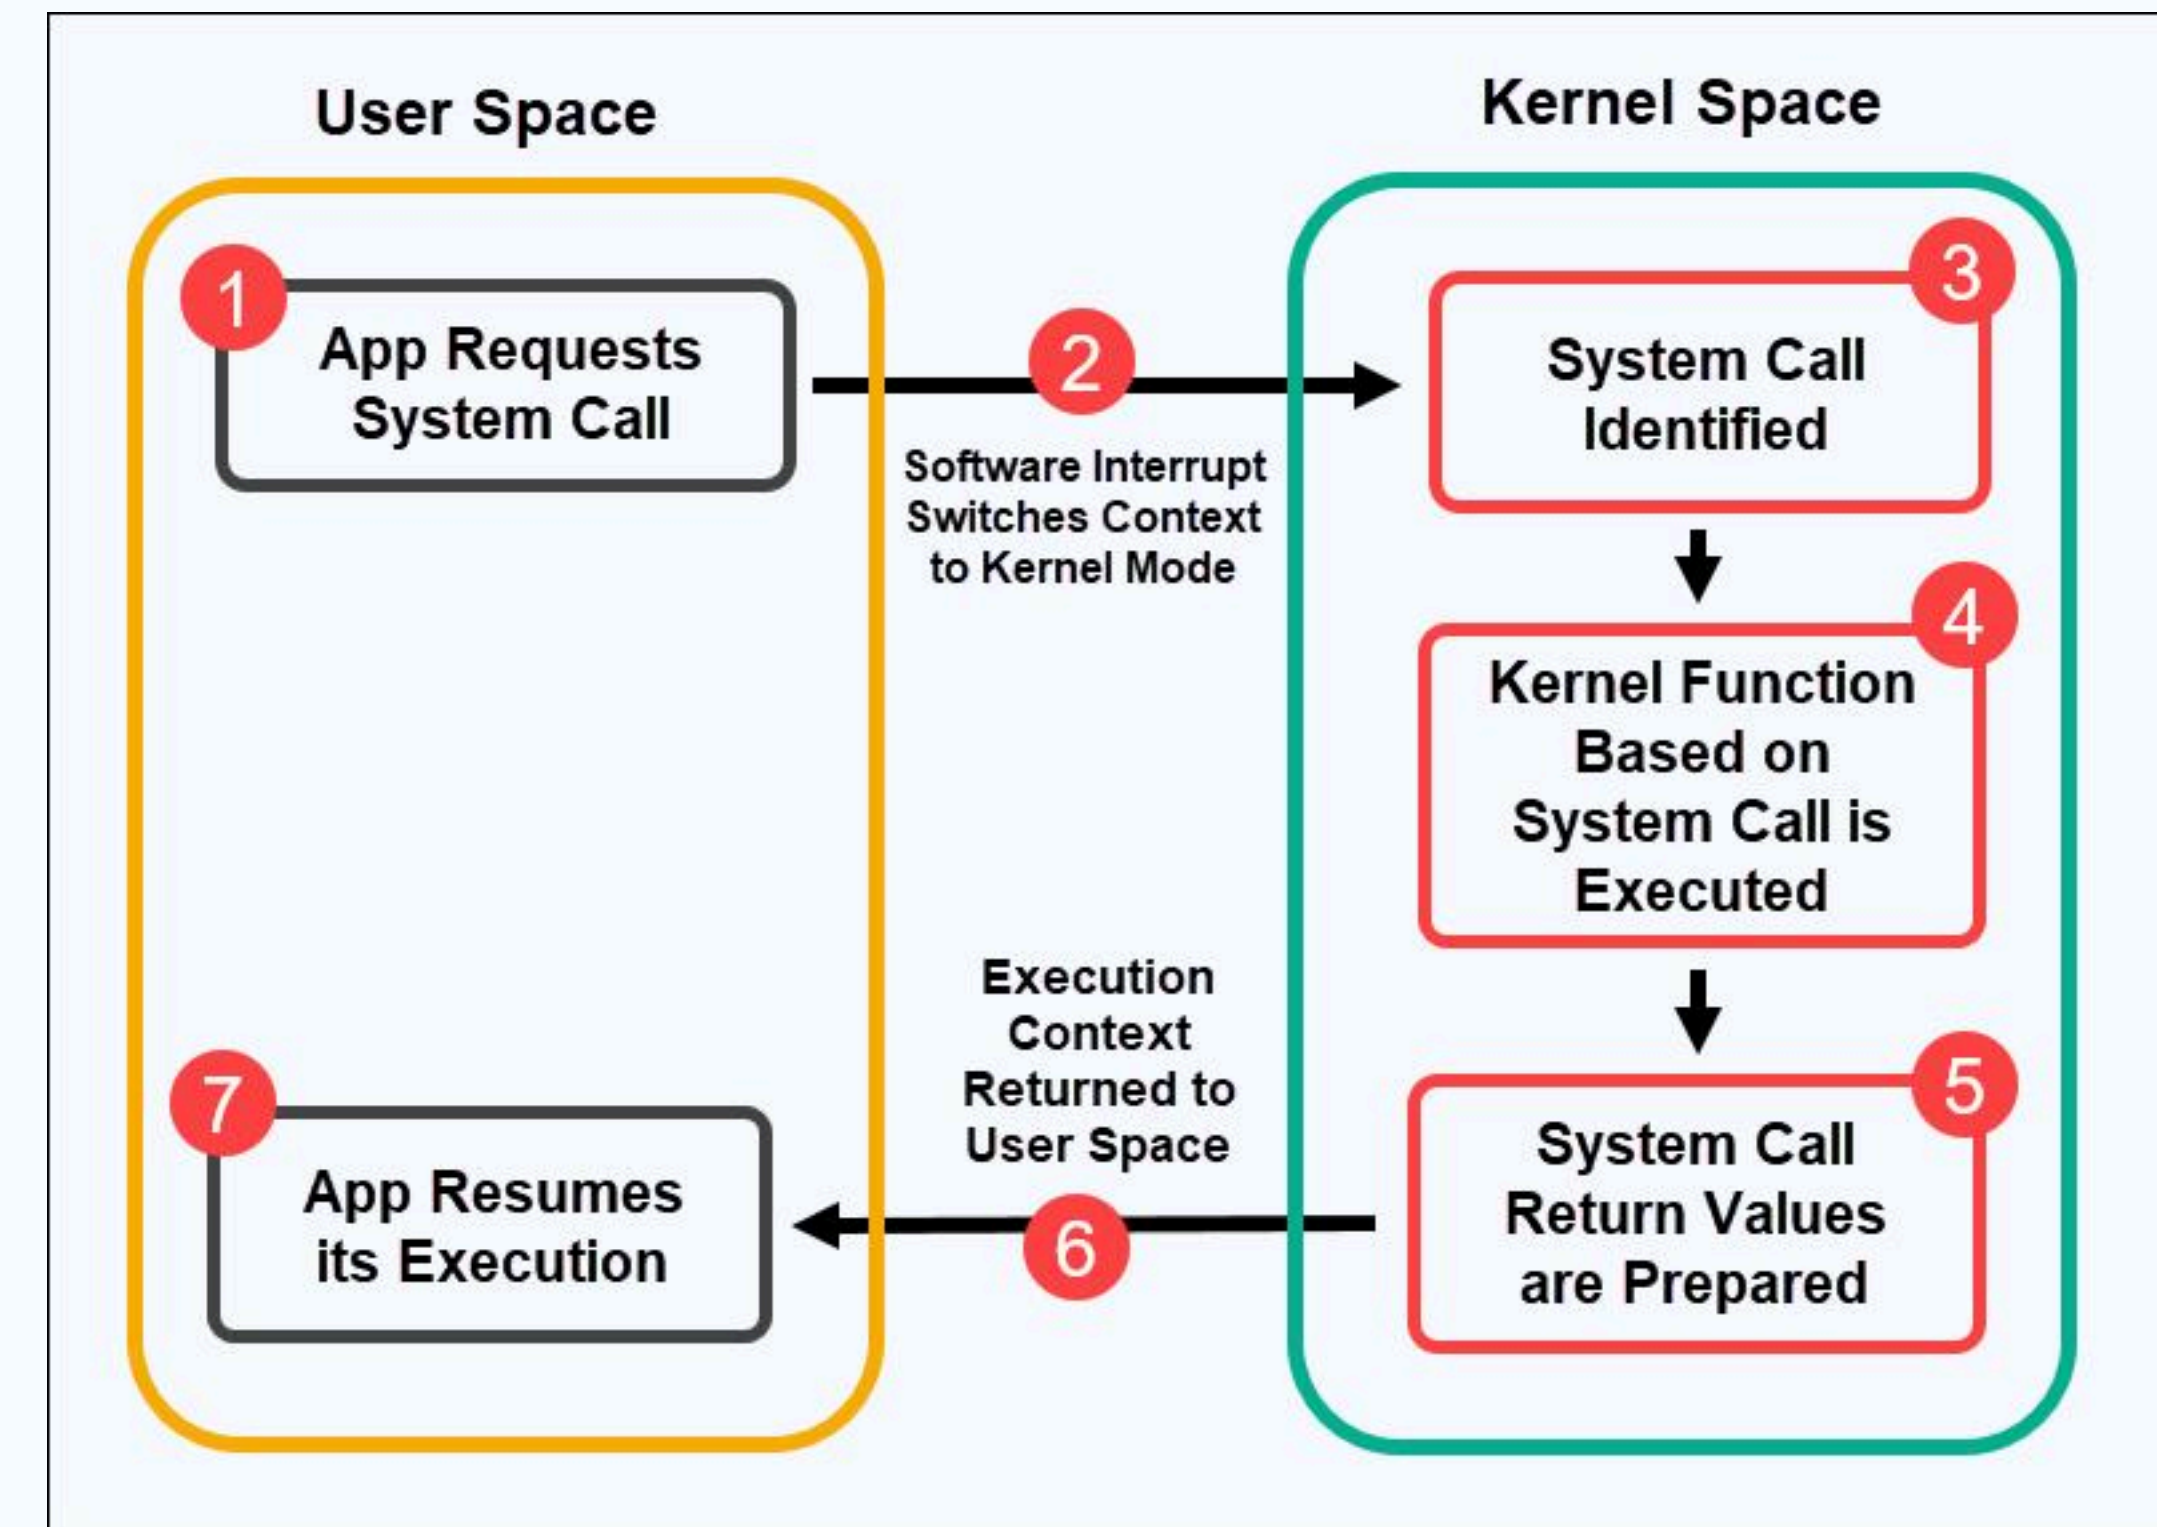 User Space
Kernel Space
1
App Requests
System Call
2
Software Interrupt
Switches Context
to Kernel Mode
3
System Call
Identified
4
Kernel Function
Based on
System Call is
Executed
5
System Call
Return Values
are Prepared
Execution
Context
Returned to
User Space
6
7
App Resumes
its Execution